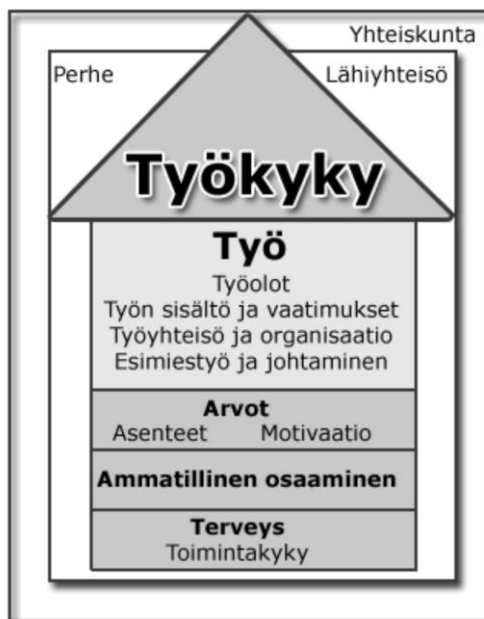 Yhteiskunta
Perhe
Lähiyhteisö
Työkyky
Työ
Työolot
Työn sisältö ja vaatimukset
Työyhteisö ja organisaatio
Esimiestyö ja johtaminen
Arvot
Asenteet Motivaatio
Ammatillinen osaaminen
Terveys
Toimintakyky